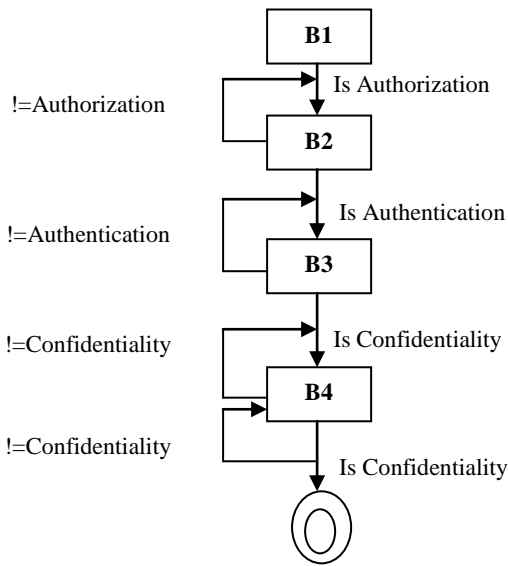 B1
Is Authorization
!=Authorization
B2
Is Authentication
!=Authentication
B3
Is Confidentiality
!=Confidentiality
B4
!=Confidentiality
Is Confidentiality